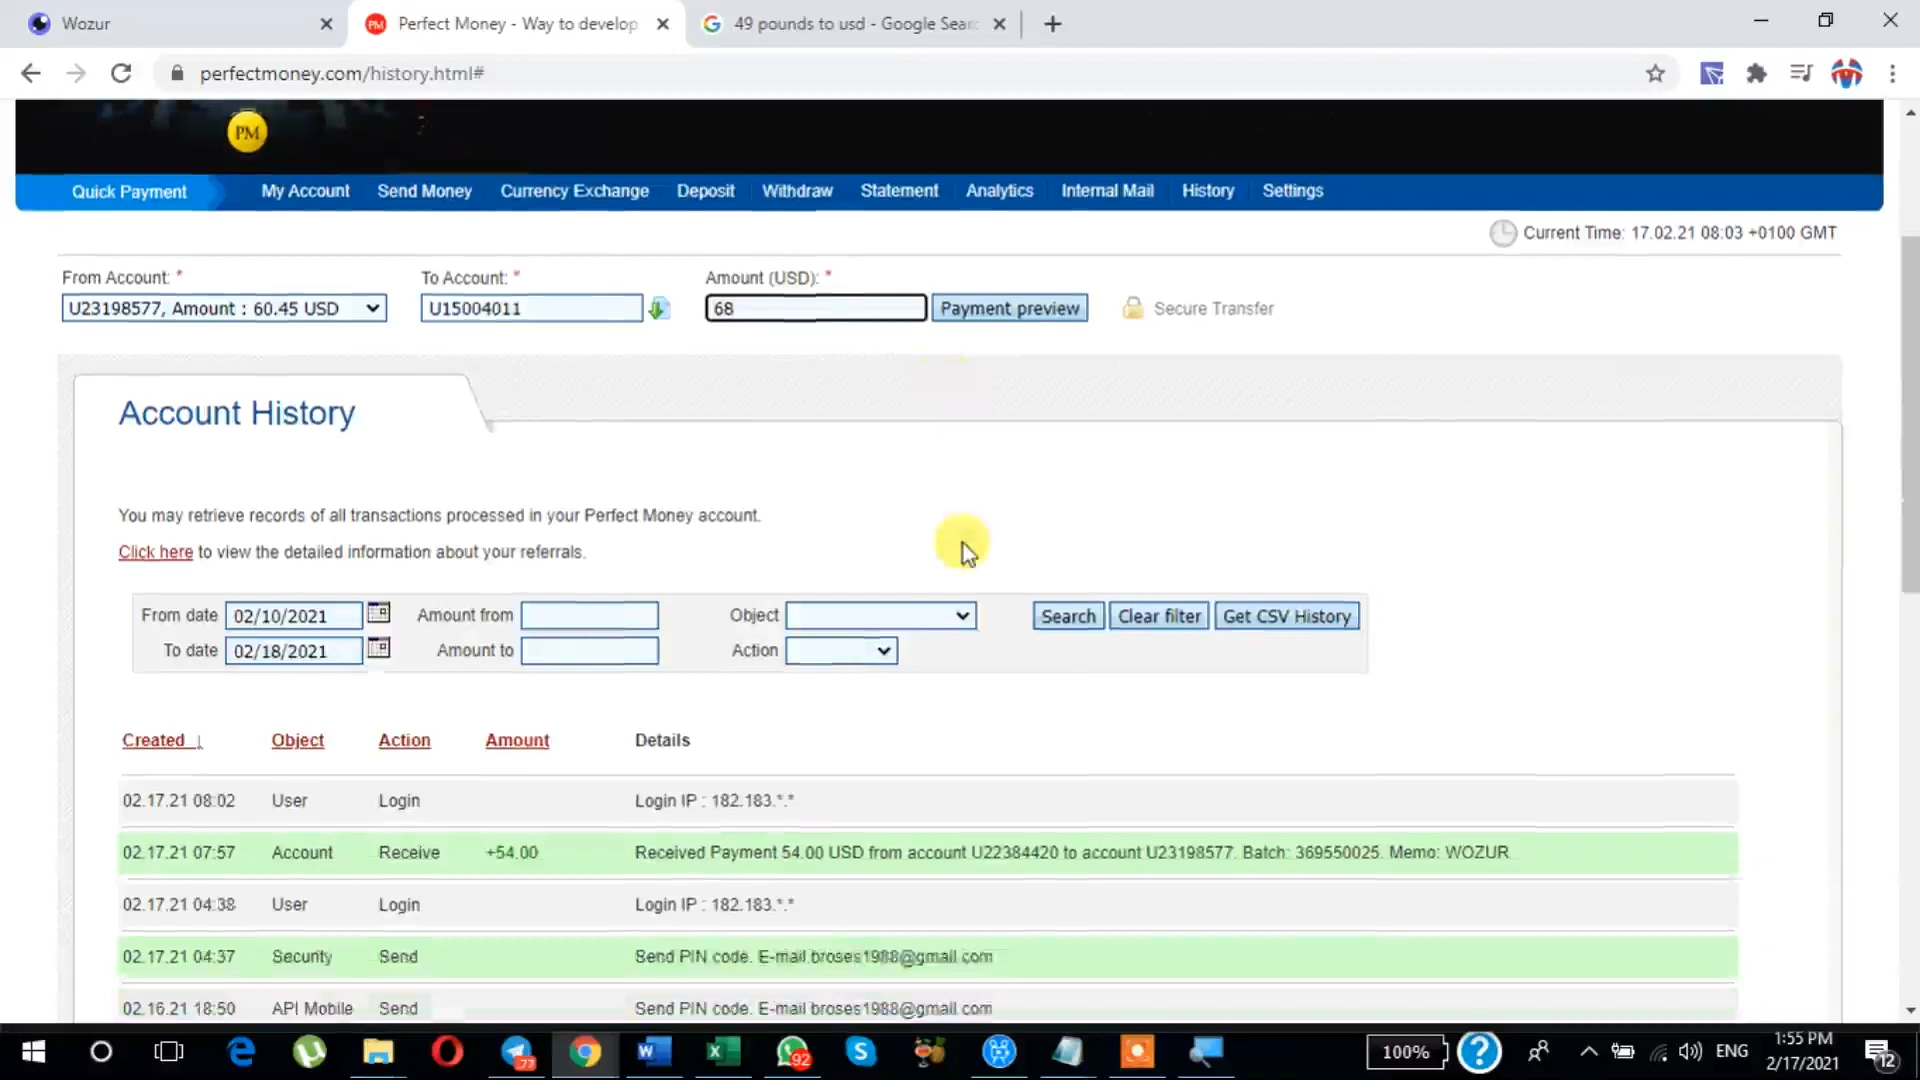 Wozur
Perfect Money - Way to develop
49 pounds to usd - Google Sear
perfectmoney.com/history.html#
PM
Quick Payment My Account Send Money Currency Exchange Deposit Withdraw Statement Analytics Internal Mail History Settings
Current Time: 17.02.21 08:03 +0100 GMT
From Account: * To Account: * Amount (USD): *
U23198577, Amount : 60.45 USD U15004011 68 Payment preview Secure Transfer
Account History
You may retrieve records of all transactions processed in your Perfect Money account.
Click here to view the detailed information about your referrals.
From date 02/10/2021 Amount from Object Search Clear filter Get CSV History
To date 02/18/2021 Amount to Action
Created ↓ Object Action Amount Details
02.17.21 08:02 User Login Login IP : 182.183.*.*
02.17.21 07:57 Account Receive +54.00 Received Payment 54.00 USD from account U22384420 to account U23198577. Batch: 369550025. Memo: WOZUR.
02.17.21 04:38 User Login Login IP : 182.183.*.*
02.17.21 04:37 Security Send Send PIN code. E-mail broses1988@gmail.com
02.16.21 18:50 API Mobile Send Send PIN code. E-mail broses1988@gmail.com
77 92 100% ENG 1:55 PM
2/17/2021 12